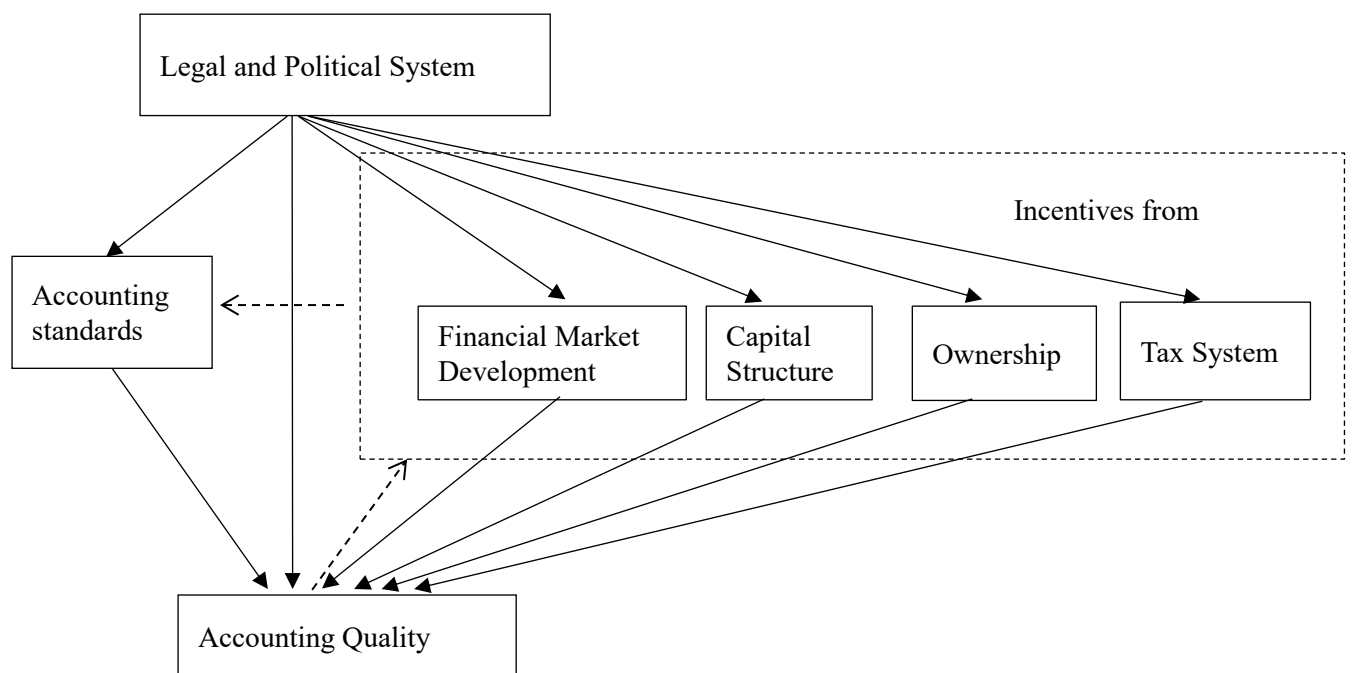 Legal and Political System
Incentives from
Accounting
standards
Financial Market
Development
Capital
Structure
Ownership
Tax System
Accounting Quality